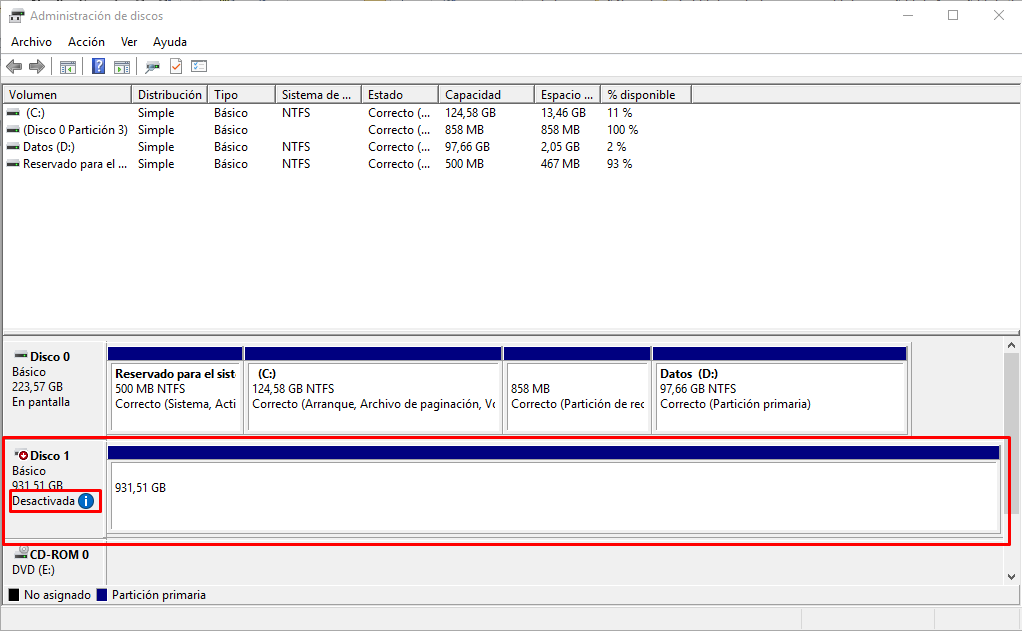 Administración de discos
Archivo Acción Ver Ayuda
Volumen Distribución Tipo Sistema de ... Estado Capacidad Espacio ... % disponible
(C:) Simple Básico NTFS Correcto (... 124,58 GB 13,46 GB 11 %
(Disco 0 Partición 3) Simple Básico Correcto (... 858 MB 858 MB 100 %
Datos (D:) Simple Básico NTFS Correcto (... 97,66 GB 2,05 GB 2 %
Reservado para el ... Simple Básico NTFS Correcto (... 500 MB 467 MB 93 %
Disco 0
Básico
223,57 GB
En pantalla
Reservado para el sist
500 MB NTFS
Correcto (Sistema, Acti
(C:)
124,58 GB NTFS
Correcto (Arranque, Archivo de paginación, Vo
858 MB
Correcto (Partición de rec
Datos (D:)
97,66 GB NTFS
Correcto (Partición primaria)
Disco 1
Básico
931,51 GB
Desactivada
931,51 GB
CD-ROM 0
DVD (E:)
No asignado Partición primaria